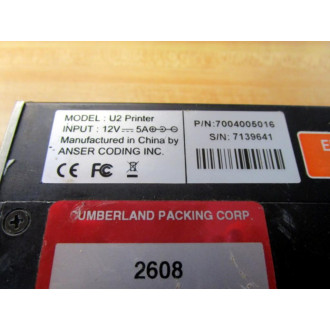 MODEL : U2 Printer
INPUT : 12V⎓5A
Manufactured in China by
ANSER CODING INC.
CE FC
P/N:7004005016
S/N: 7139641
E
UMBERLAND PACKING CORP.
2608